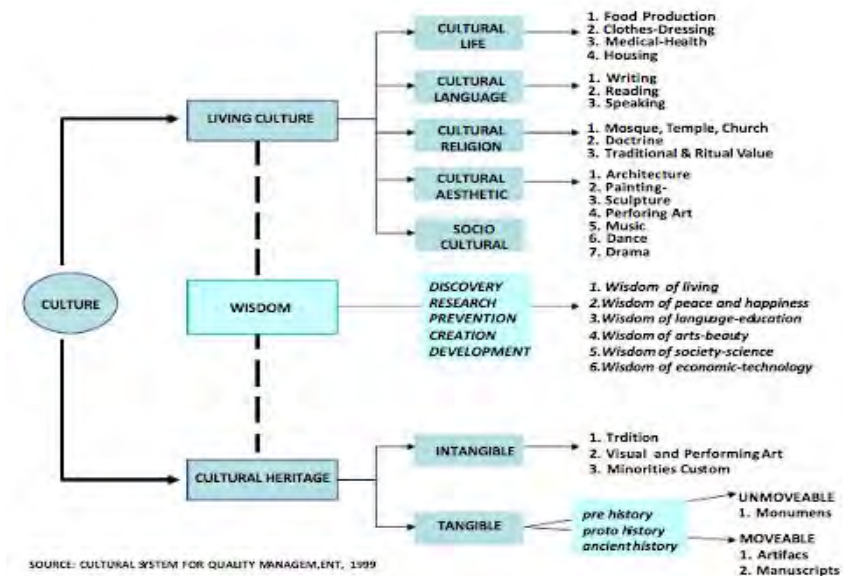 CULTURE
LIVING CULTURE
CULTURAL
LIFE
1. Food Production
2. Clothes-Dressing
3. Medical-Health
4. Housing
CULTURAL
LANGUAGE
1. Writing
2. Reading
3. Speaking
CULTURAL
RELIGION
1. Mosque, Temple, Church
2. Doctrine
3. Traditional & Ritual Value
CULTURAL
AESTHETIC
1. Architecture
2. Painting-
3. Sculpture
4. Perforing Art
5. Music
6. Dance
7. Drama
SOCIO
CULTURAL
WISDOM
DISCOVERY
RESEARCH
PREVENTION
CREATION
DEVELOPMENT
1. Wisdom of living
2.Wisdom of peace and happiness
3.Wisdom of language-education
4.Wisdom of arts-beauty
5.Wisdom of society-science
6.Wisdom of economic-technology
CULTURAL HERITAGE
INTANGIBLE
1. Trdition
2. Visual and Performing Art
3. Minorities Custom
TANGIBLE
pre history
proto history
ancient history
UNMOVEABLE
1. Monumens
MOVEABLE
1. Artifacs
2. Manuscripts
SOURCE: CULTURAL SYSTEM FOR QUALITY MANAGEM,ENT, 1999